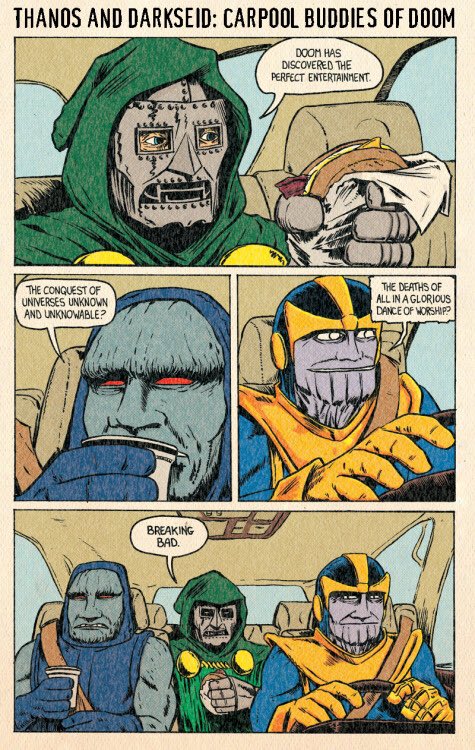 THANOS AND DARKSEID: CARPOOL BUDDIES OF DOOM
DOOM HAS
DISCOVERED THE
PERFECT ENTERTAINMENT.
THE CONQUEST OF
UNIVERSES UNKNOWN
AND UNKNOWABLE?
THE DEATHS OF
ALL IN A GLORIOUS
DANCE OF WORSHIP?
BREAKING
BAD.